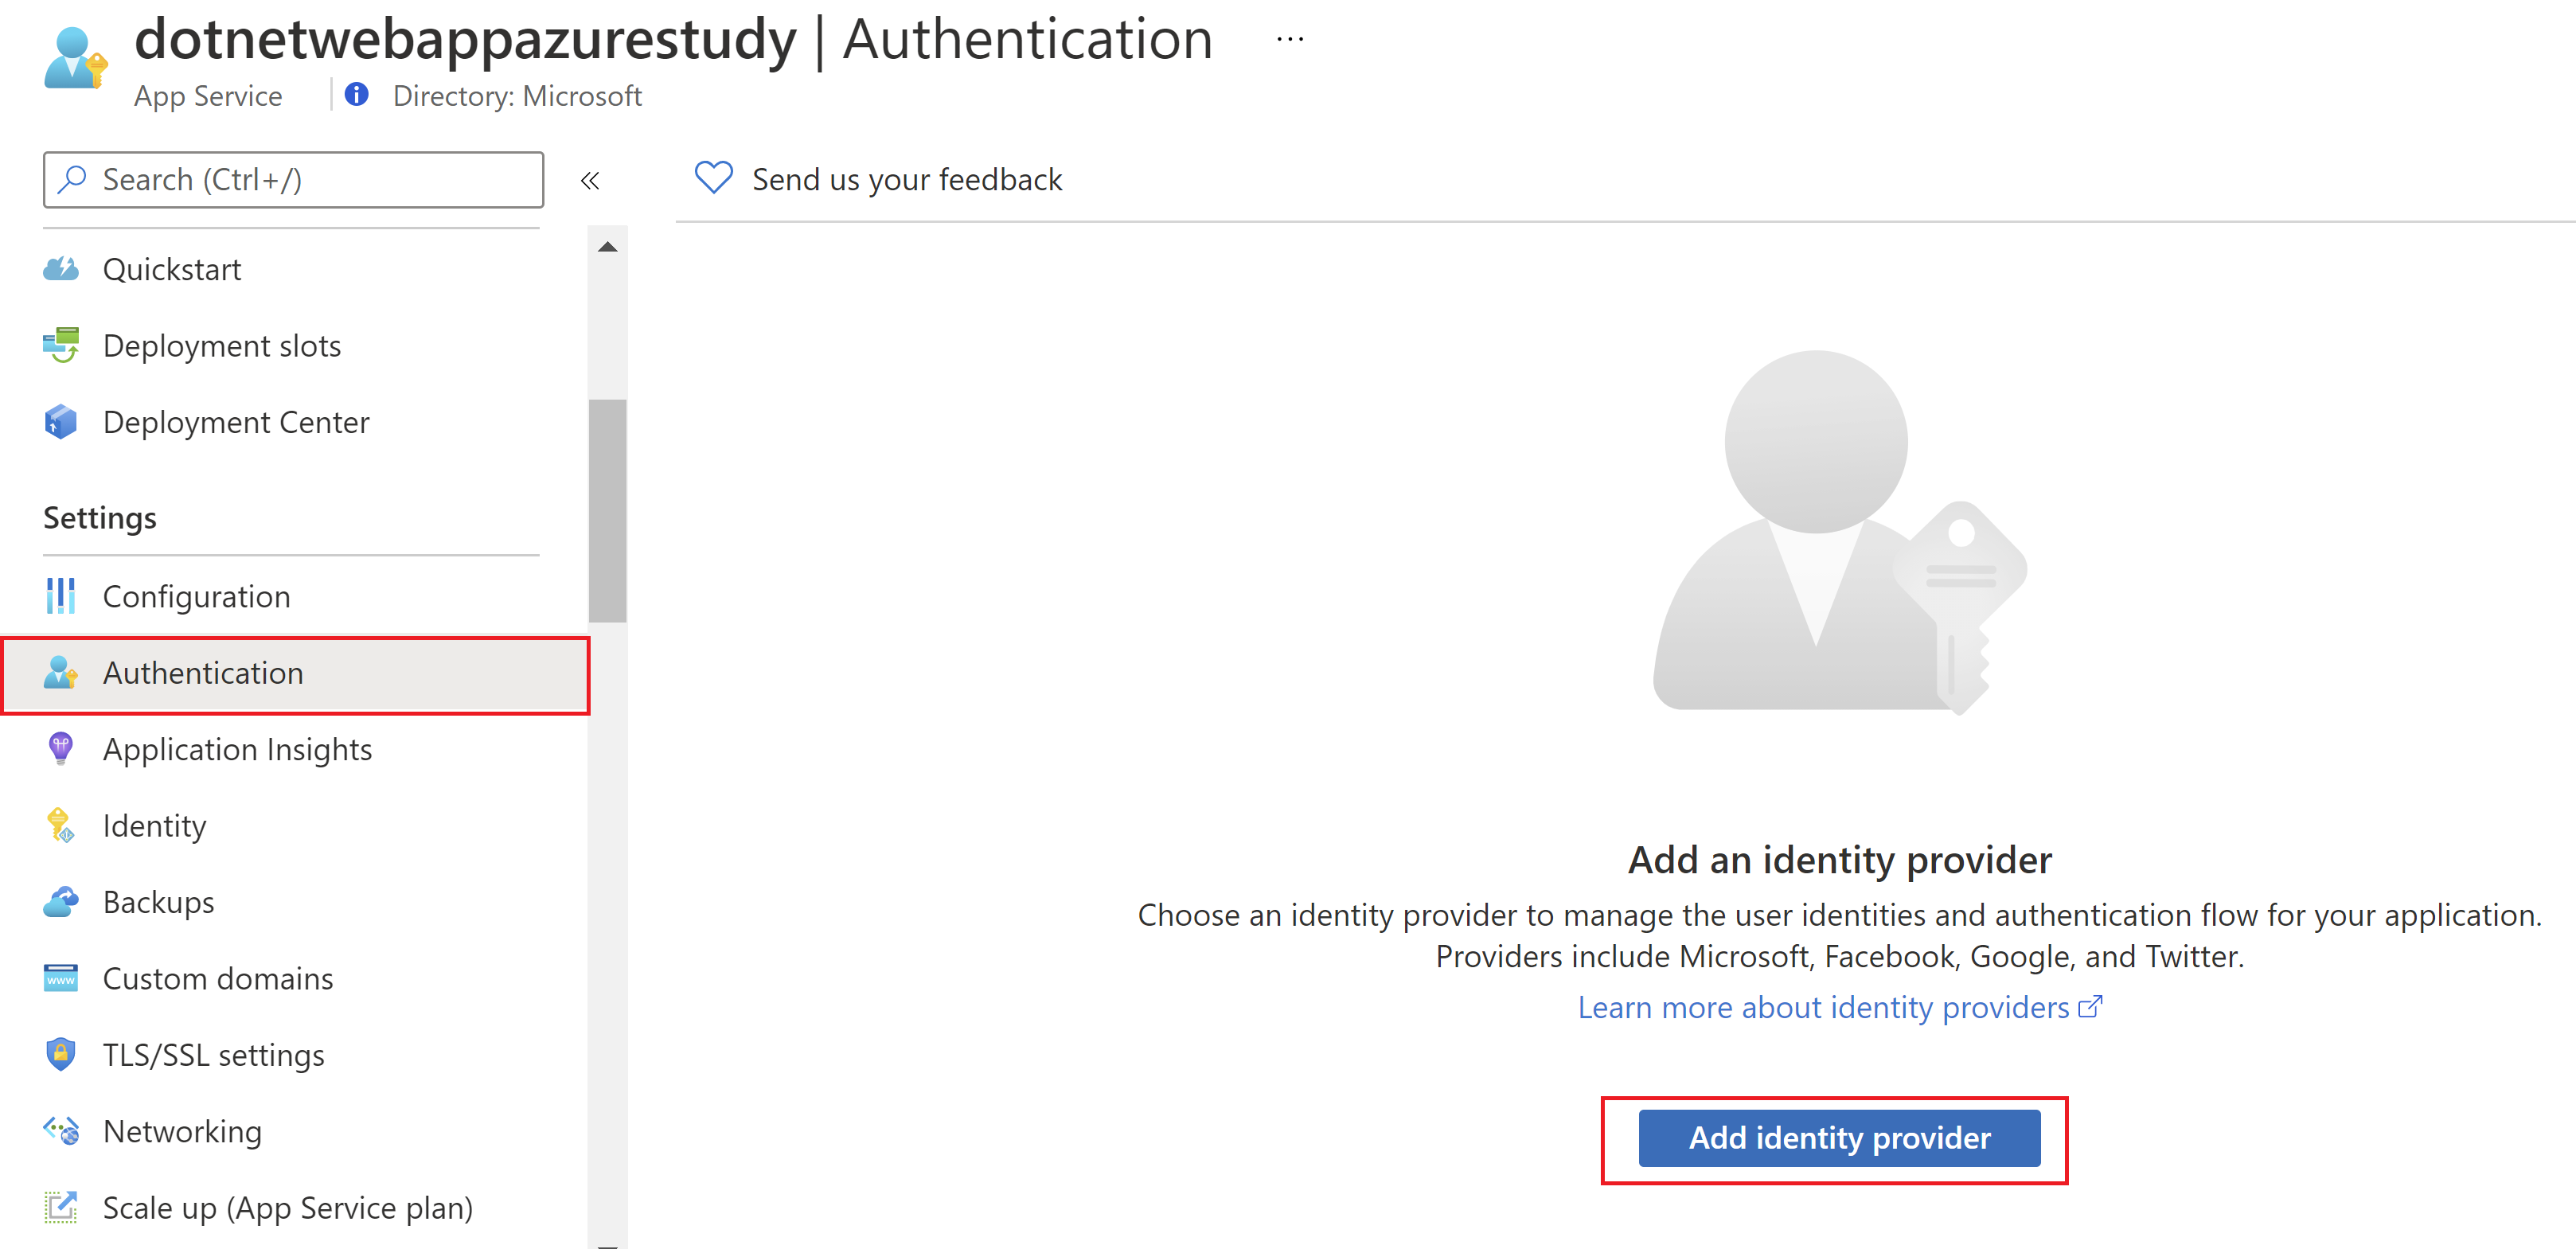 dotnetwebappazurestudy | Authentication ...
App Service | Directory: Microsoft
Search (Ctrl+/)
«
Send us your feedback
Quickstart
Deployment slots
Deployment Center
Settings
Configuration
Authentication
Application Insights
Identity
Backups
Custom domains
TLS/SSL settings
Networking
Scale up (App Service plan)
Add an identity provider
Choose an identity provider to manage the user identities and authentication flow for your application.
Providers include Microsoft, Facebook, Google, and Twitter.
Learn more about identity providers
Add identity provider